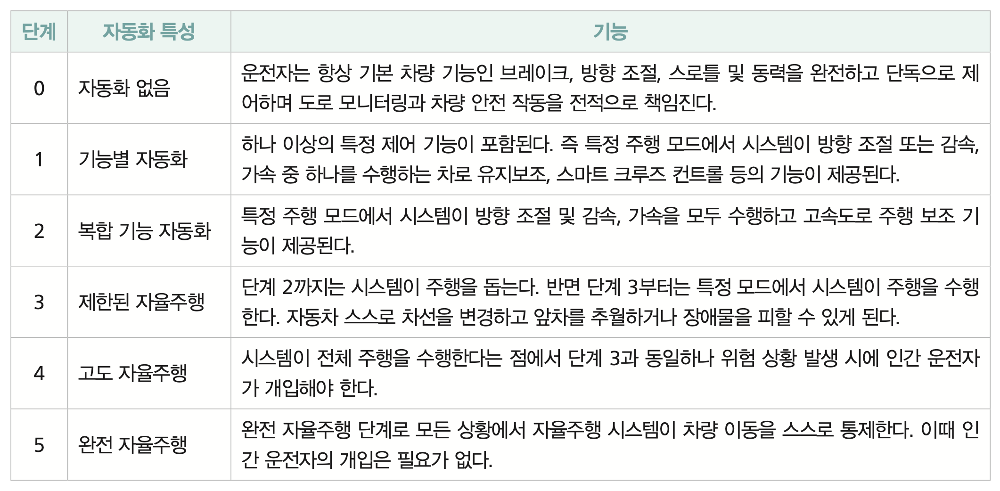 단계 자동화 특성 기능
0 자동화 없음
운전자는 항상 기본 차량 기능인 브레이크, 방향 조절, 스로틀 및 동력을 완전하고 단독으로 제
어하며 도로 모니터링과 차량 안전 작동을 전적으로 책임진다.
1 기능별 자동화
하나 이상의 특정 제어 기능이 포함된다. 즉 특정 주행 모드에서 시스템이 방향 조절 또는 감속,
가속 중 하나를 수행하는 차로 유지보조, 스마트 크루즈 컨트롤 등의 기능이 제공된다.
2 복합 기능 자동화
특정 주행 모드에서 시스템이 방향 조절 및 감속, 가속을 모두 수행하고 고속도로 주행 보조 기
능이 제공된다.
3 제한된 자율주행
단계 2까지는 시스템이 주행을 돕는다. 반면 단계 3부터는 특정 모드에서 시스템이 주행을 수행
한다. 자동차 스스로 차선을 변경하고 앞차를 추월하거나 장애물을 피할 수 있게 된다.
4 고도 자율주행
시스템이 전체 주행을 수행한다는 점에서 단계 3과 동일하나 위험 상황 발생 시에 인간 운전자
가 개입해야 한다.
5 완전 자율주행
완전 자율주행 단계로 모든 상황에서 자율주행 시스템이 차량 이동을 스스로 통제한다. 이때 인
간 운전자의 개입은 필요가 없다.